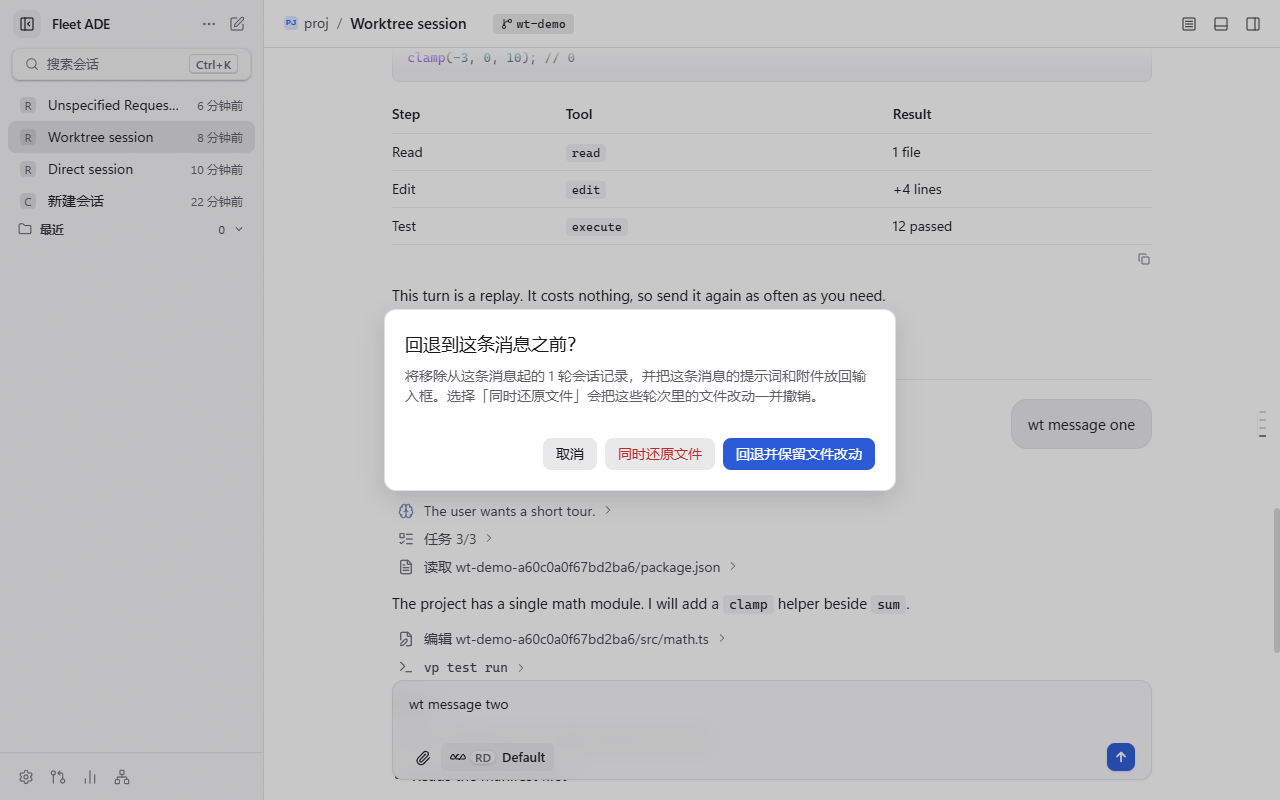 Fleet ADE
搜索会话 Ctrl+K
R Unspecified Reques... 6 分钟前
R Worktree session 8 分钟前
R Direct session 10 分钟前
C 新建会话 22 分钟前
最近 0
PJ proj / Worktree session wt-demo
clamp(-3, 0, 10); // 0
Step Tool Result
Read read 1 file
Edit edit +4 lines
Test execute 12 passed
This turn is a replay. It costs nothing, so send it again as often as you need.
回退到这条消息之前？
将移除从这条消息起的 1 轮会话记录，并把这条消息的提示词和附件放回输
入框。选择「同时还原文件」会把这些轮次里的文件改动一并撤销。
取消 同时还原文件 回退并保留文件改动
wt message one
The user wants a short tour.
任务 3/3
读取 wt-demo-a60c0a0f67bd2ba6/package.json
The project has a single math module. I will add a clamp helper beside sum.
编辑 wt-demo-a60c0a0f67bd2ba6/src/math.ts
vp test run
wt message two
RD Default